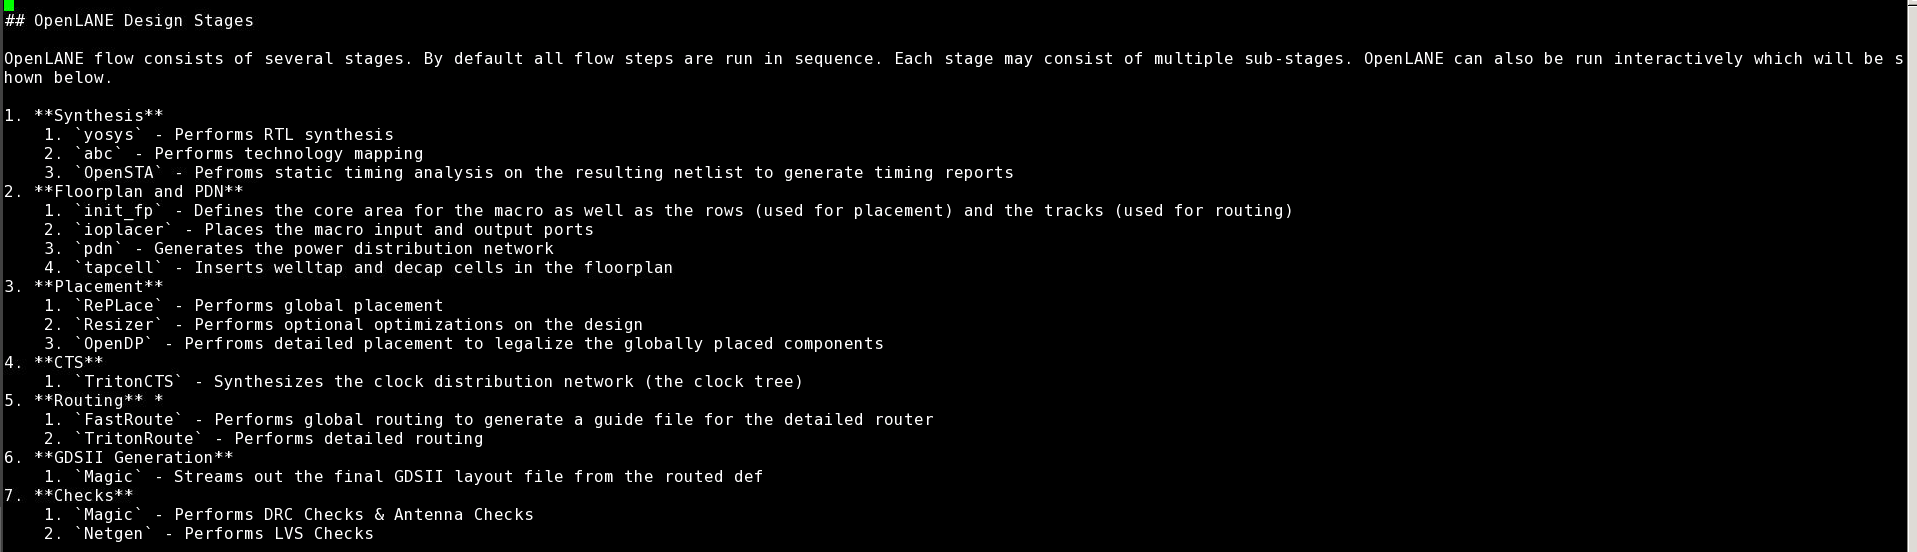 ## OpenLANE Design Stages
OpenLANE flow consists of several stages. By default all flow steps are run in sequence. Each stage may consist of multiple sub-stages. OpenLANE can also be run interactively which will be s
hown below.
1. **Synthesis**
    1. `yosys` - Performs RTL synthesis
    2. `abc` - Performs technology mapping
    3. `OpenSTA` - Pefroms static timing analysis on the resulting netlist to generate timing reports
2. **Floorplan and PDN**
    1. `init_fp` - Defines the core area for the macro as well as the rows (used for placement) and the tracks (used for routing)
    2. `ioplacer` - Places the macro input and output ports
    3. `pdn` - Generates the power distribution network
    4. `tapcell` - Inserts welltap and decap cells in the floorplan
3. **Placement**
    1. `RePLace` - Performs global placement
    2. `Resizer` - Performs optional optimizations on the design
    3. `OpenDP` - Perfroms detailed placement to legalize the globally placed components
4. **CTS**
    1. `TritonCTS` - Synthesizes the clock distribution network (the clock tree)
5. **Routing** *
    1. `FastRoute` - Performs global routing to generate a guide file for the detailed router
    2. `TritonRoute` - Performs detailed routing
6. **GDSII Generation**
    1. `Magic` - Streams out the final GDSII layout file from the routed def
7. **Checks**
    1. `Magic` - Performs DRC Checks & Antenna Checks
    2. `Netgen` - Performs LVS Checks